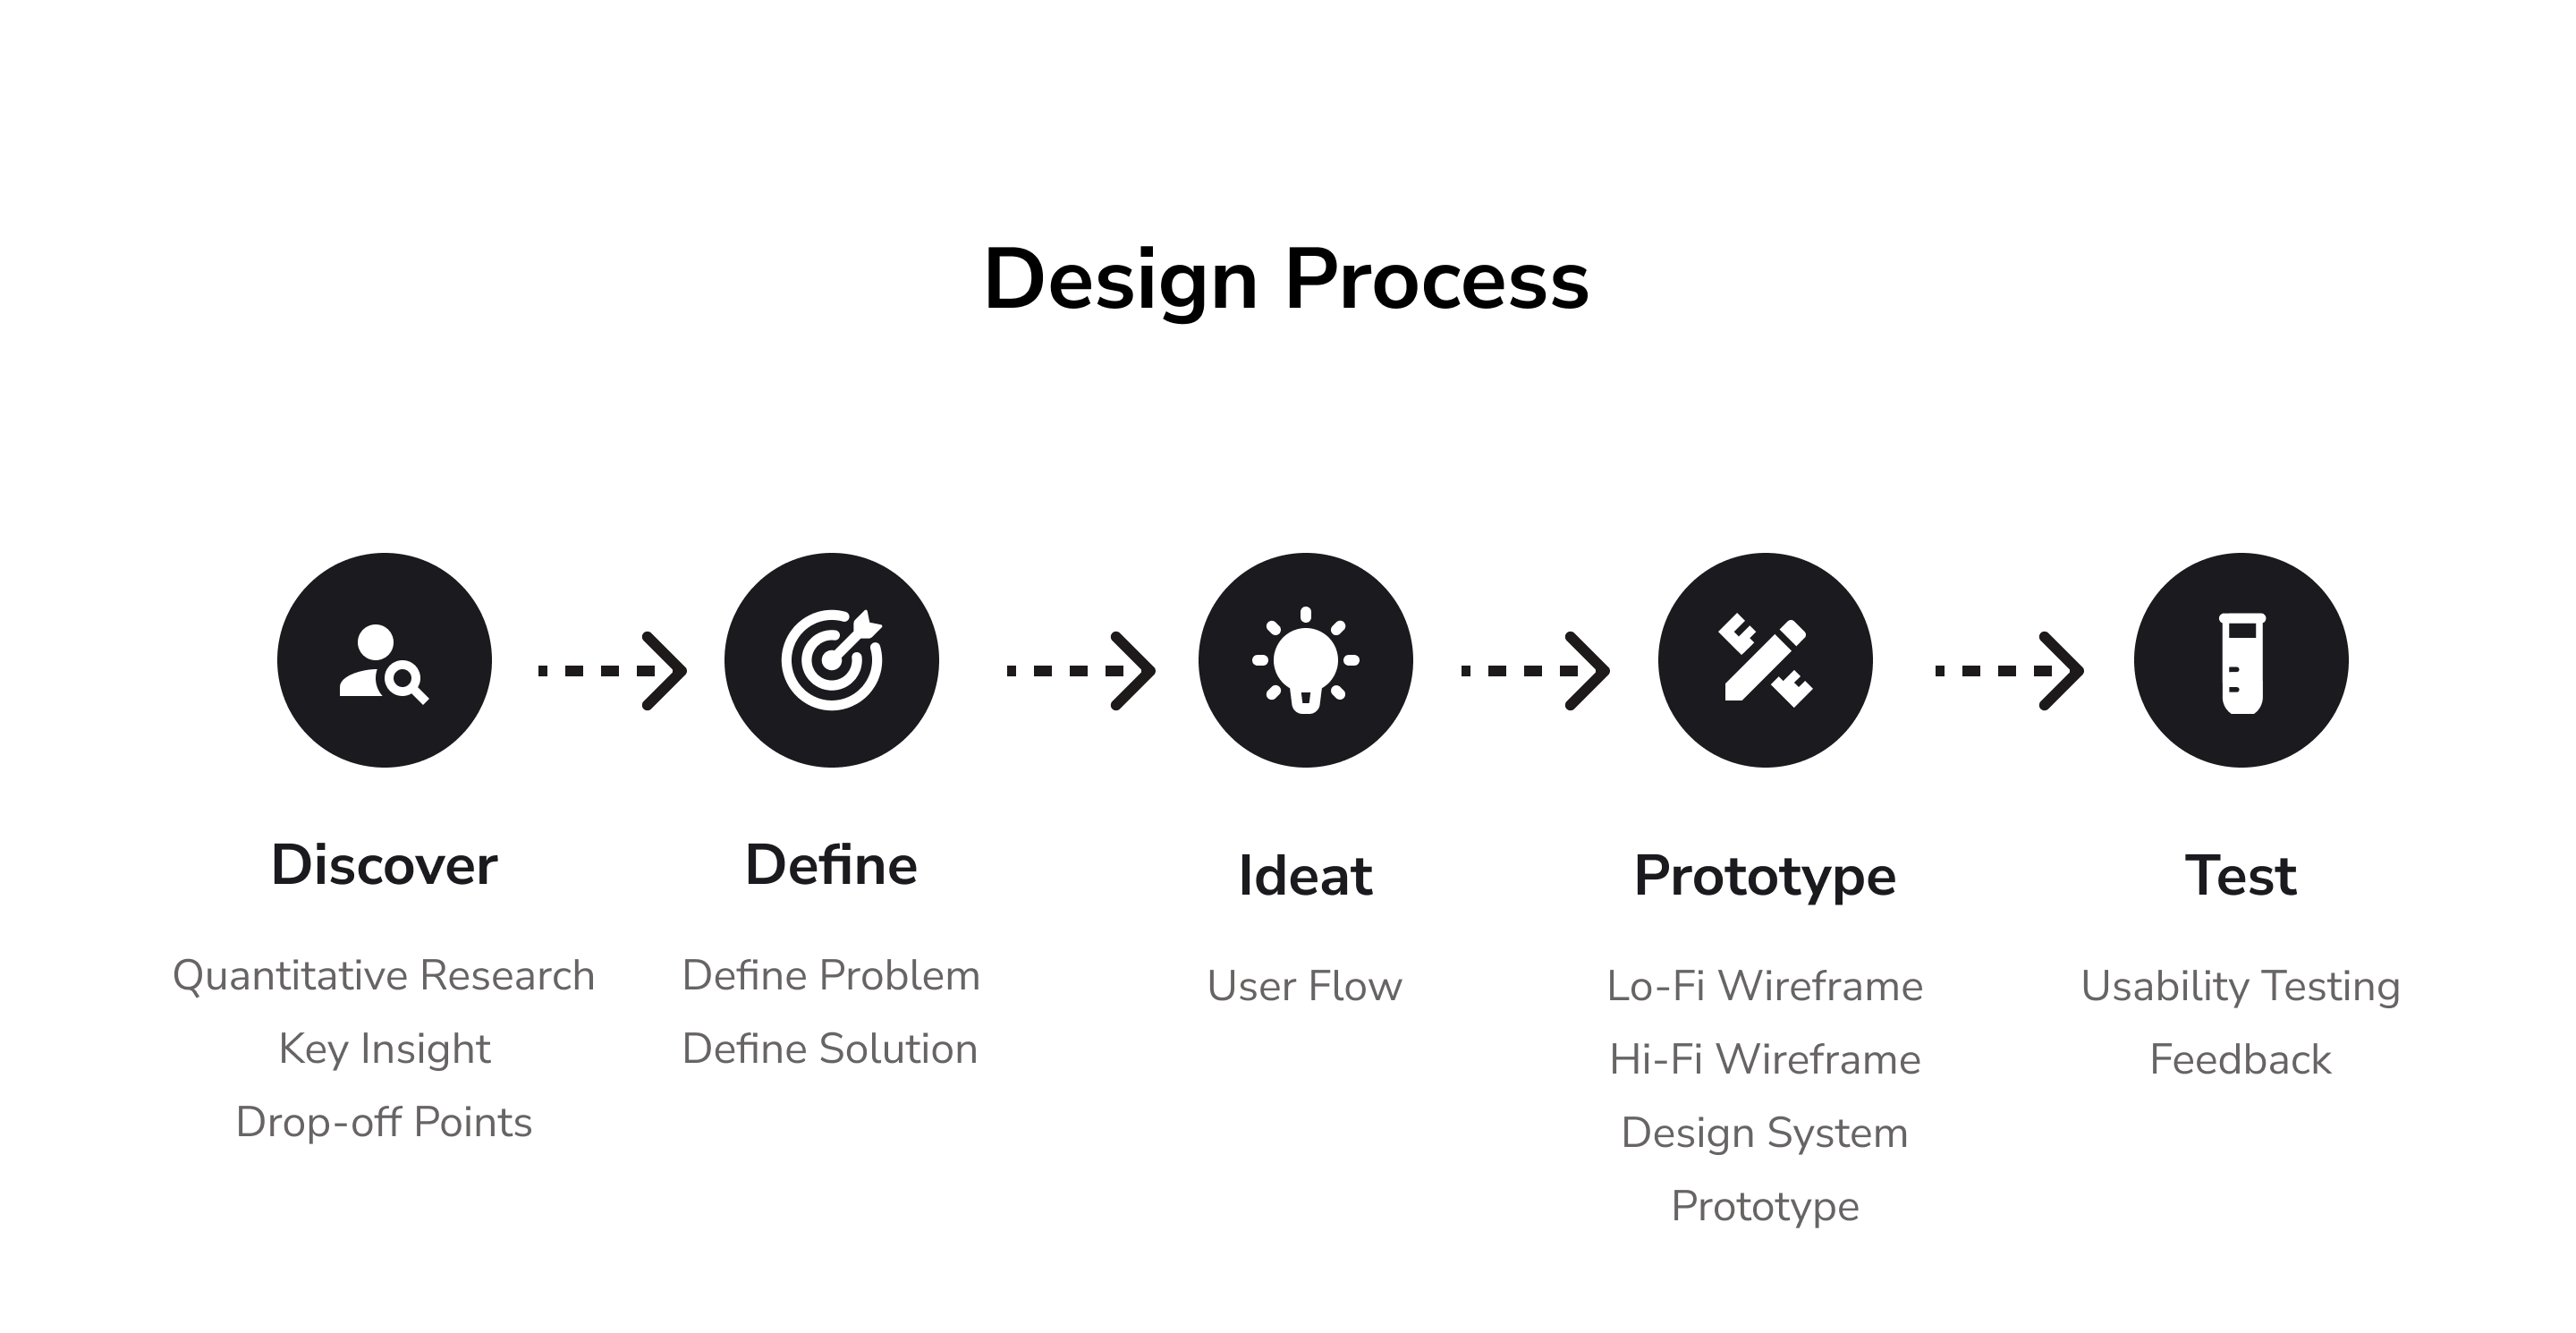 Design Process
Discover
Quantitative Research
Key Insight
Drop-off Points
Define
Define Problem
Define Solution
Ideat
User Flow
Prototype
Lo-Fi Wireframe
Hi-Fi Wireframe
Design System
Prototype
Test
Usability Testing
Feedback